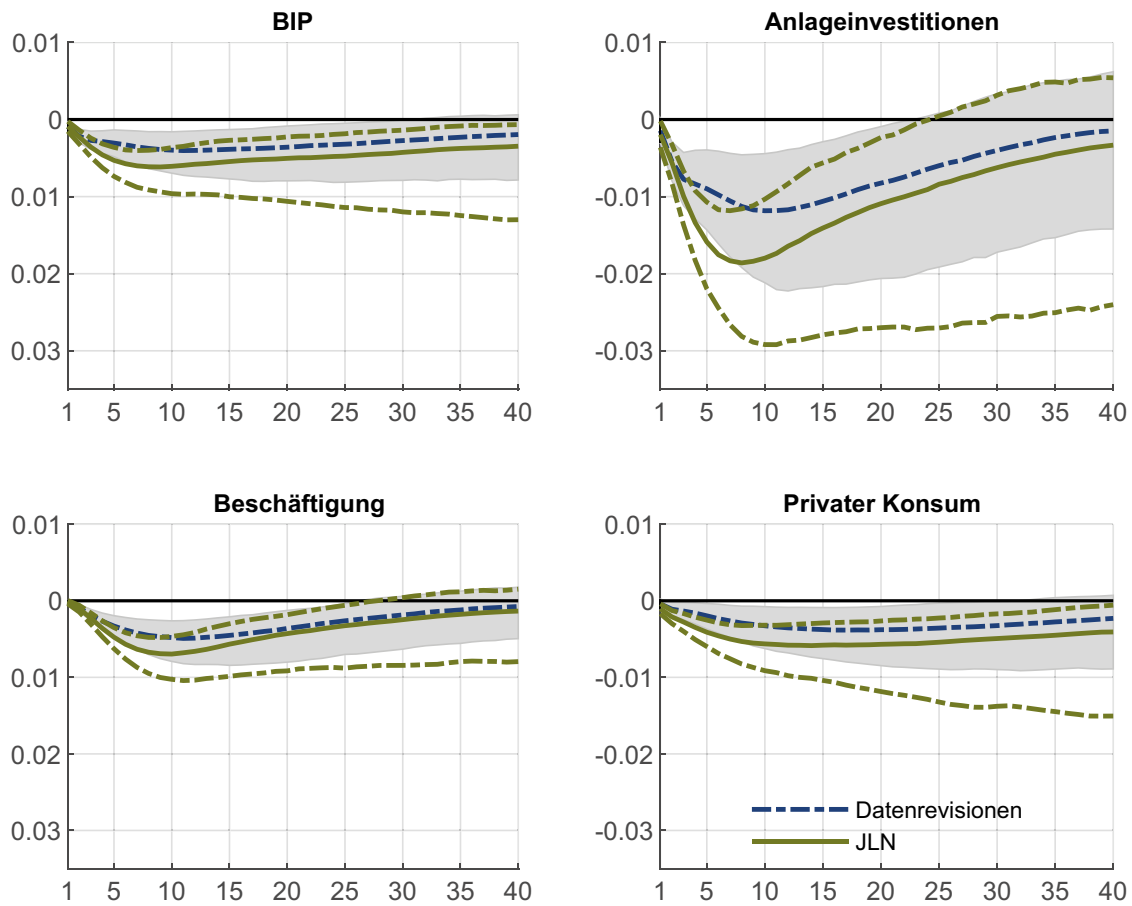 BIP
0.01
0
0.01
0.02
0.03
1 5 10 15 20 25 30 35 40
Anlageinvestitionen
0.01
0
-0.01
-0.02
-0.03
1 5 10 15 20 25 30 35 40
Beschäftigung
0.01
0
0.01
0.02
0.03
1 5 10 15 20 25 30 35 40
Privater Konsum
0.01
0
-0.01
-0.02
-0.03
1 5 10 15 20 25 30 35 40
Datenrevisionen
JLN